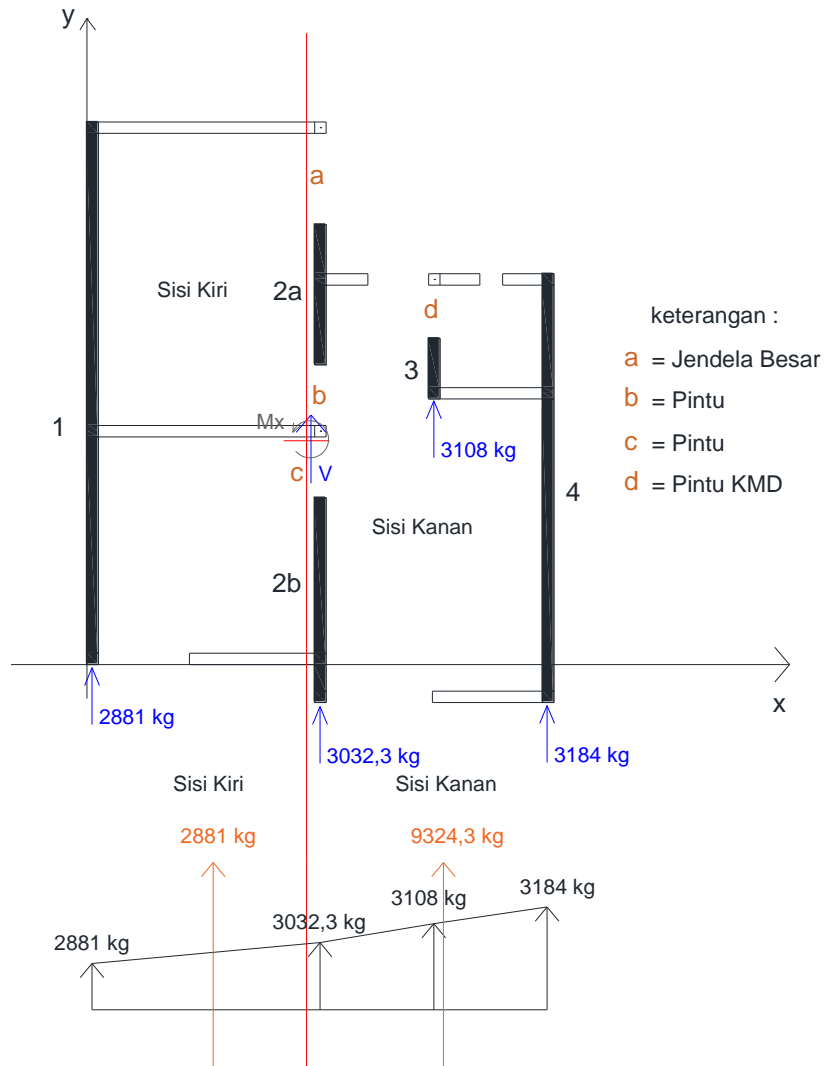 y
a
Sisi Kiri
2a
d
keterangan :
a = Jendela Besar
b = Pintu
c = Pintu
d = Pintu KMD
3
b
1
Mx
3108 kg
c
V
4
Sisi Kanan
2b
x
2881 kg
3032,3 kg
3184 kg
Sisi Kiri
Sisi Kanan
2881 kg
9324,3 kg
2881 kg
3032,3 kg
3108 kg
3184 kg